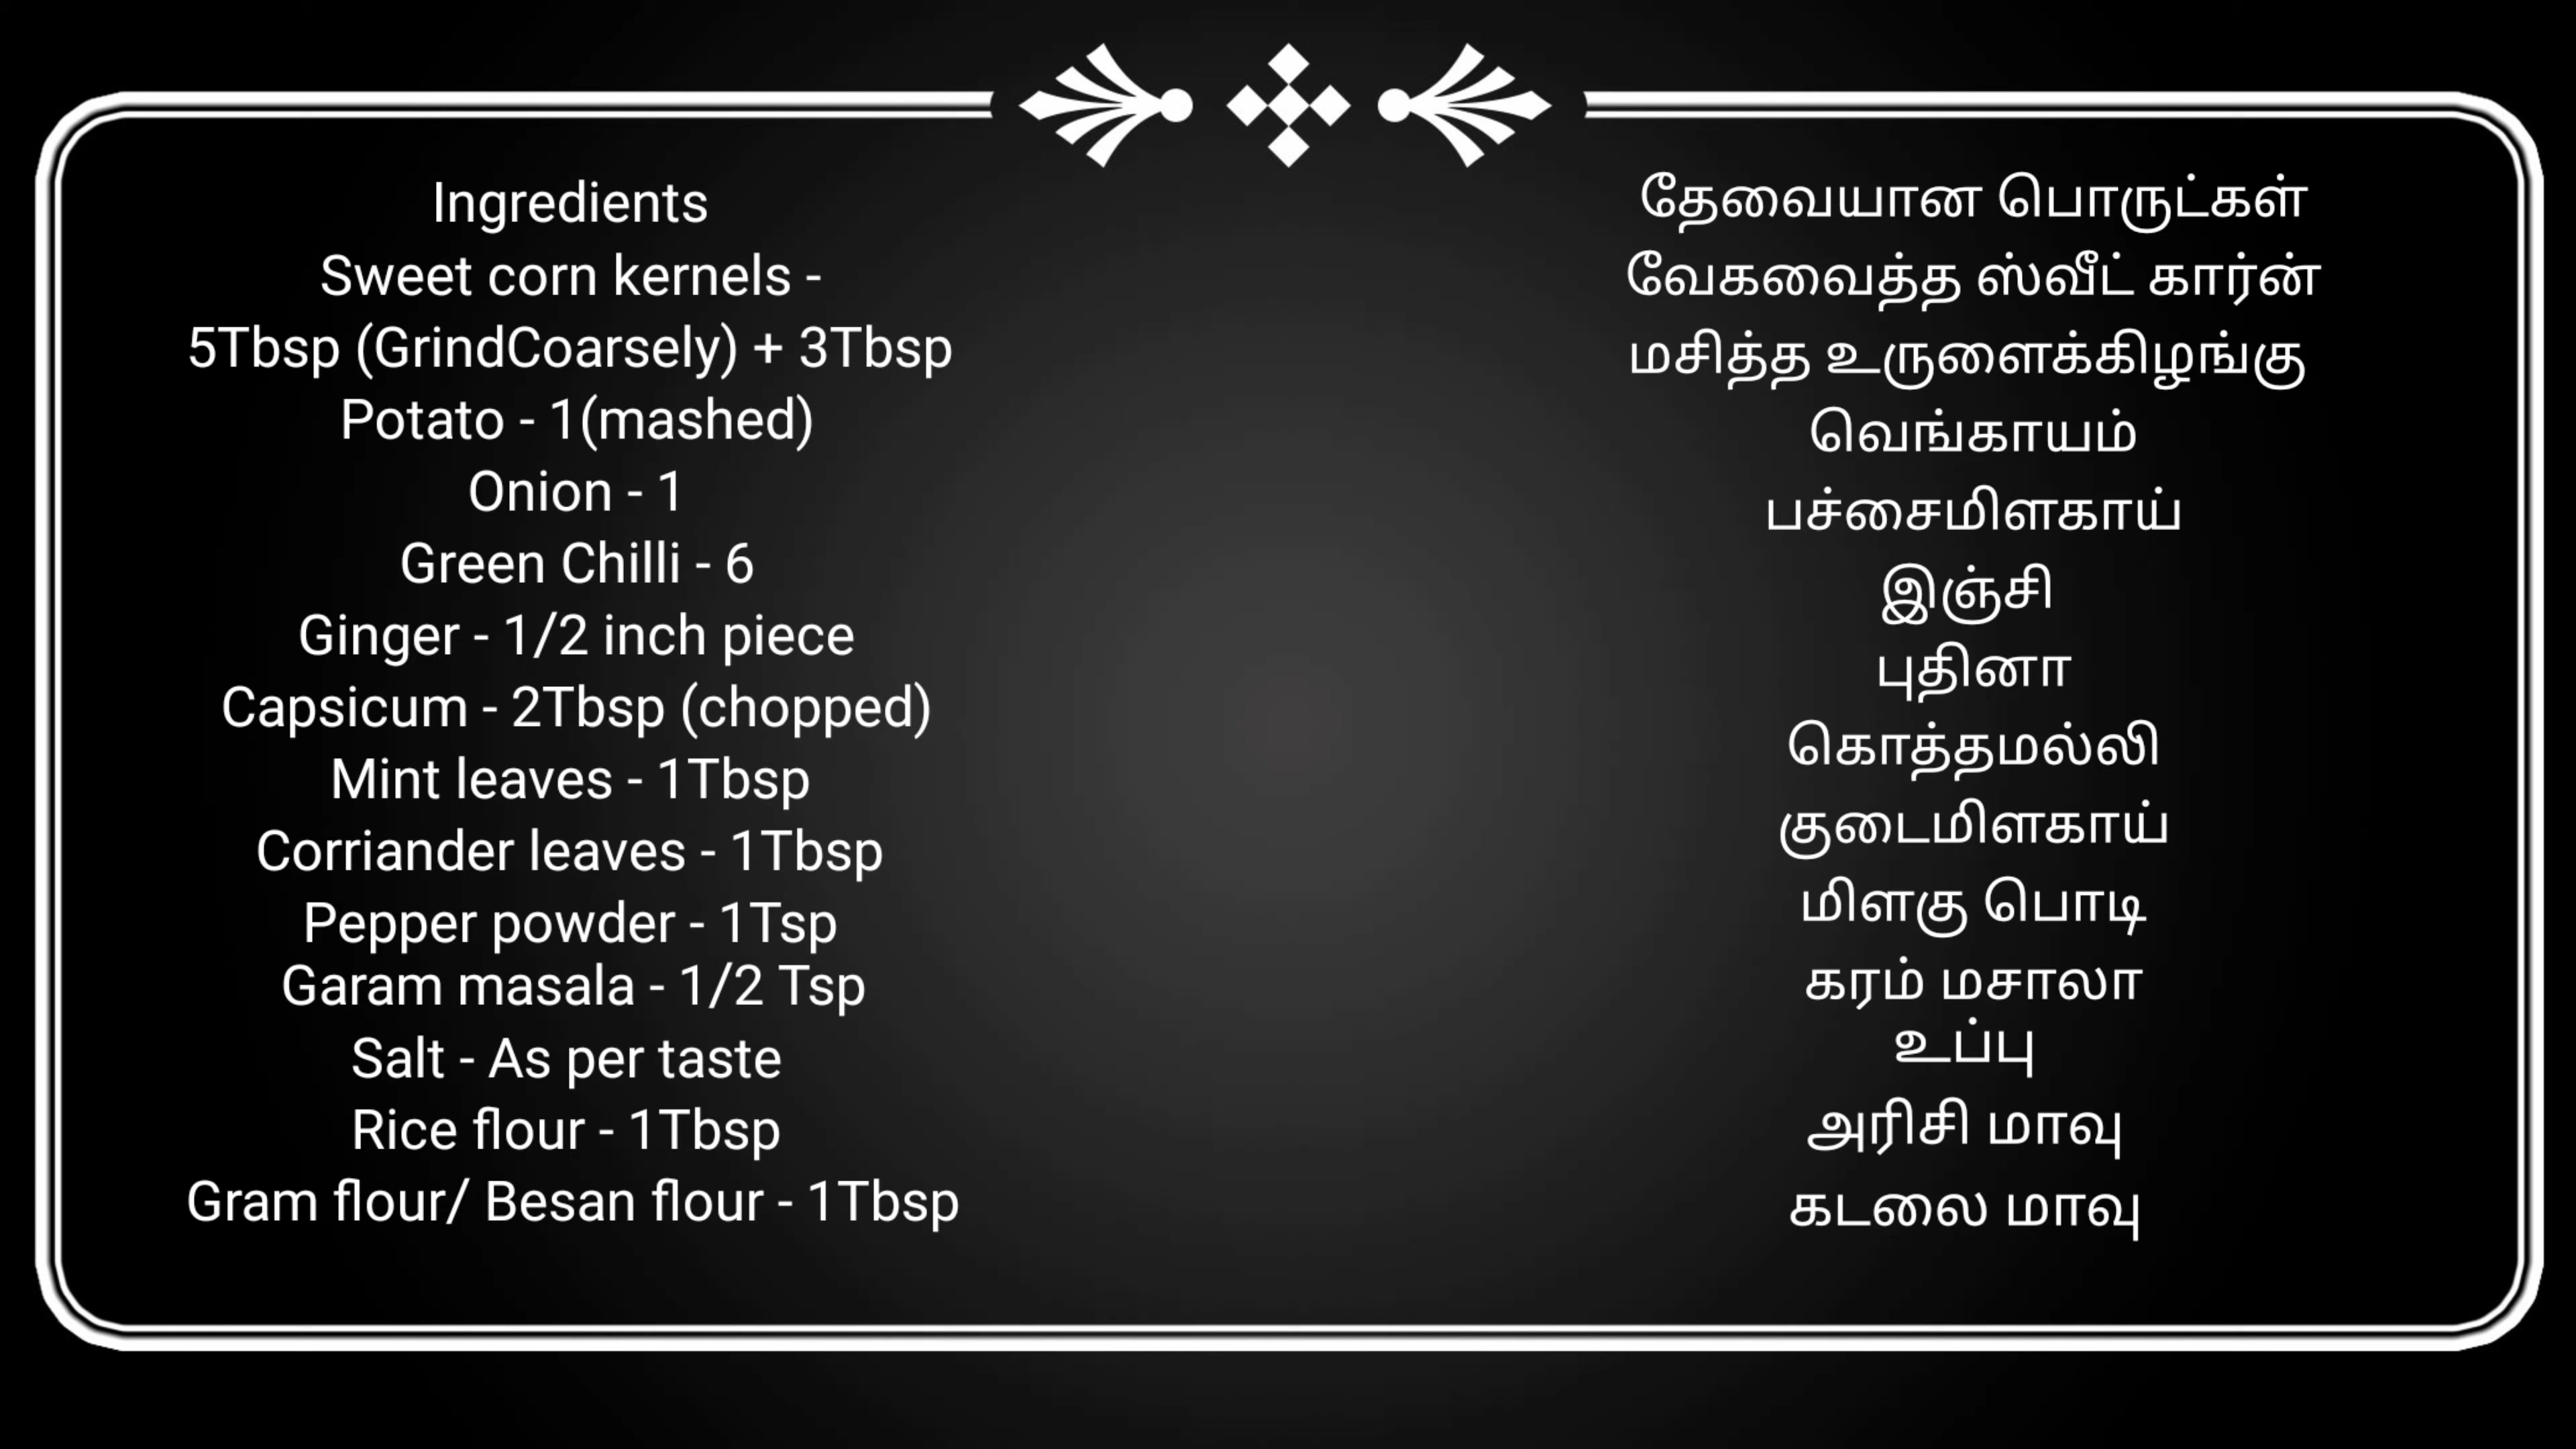 Ingredients
Sweet corn kernels -
5Tbsp (GrindCoarsely) + 3Tbsp
Potato - 1(mashed)
Onion - 1
Green Chilli - 6
Ginger - 1/2 inch piece
Capsicum - 2Tbsp (chopped)
Mint leaves - 1Tbsp
Corriander leaves - 1Tbsp
Pepper powder - 1Tsp
Garam masala - 1/2 Tsp
Salt - As per taste
Rice flour - 1Tbsp
Gram flour/ Besan flour - 1Tbsp
தேவையான பொருட்கள்
வேகவைத்த ஸ்வீட் கார்ன்
மசித்த உருளைக்கிழங்கு
வெங்காயம்
பச்சைமிளகாய்
இஞ்சி
புதினா
கொத்தமல்லி
குடைமிளகாய்
மிளகு பொடி
கரம் மசாலா
உப்பு
அரிசி மாவு
கடலை மாவு